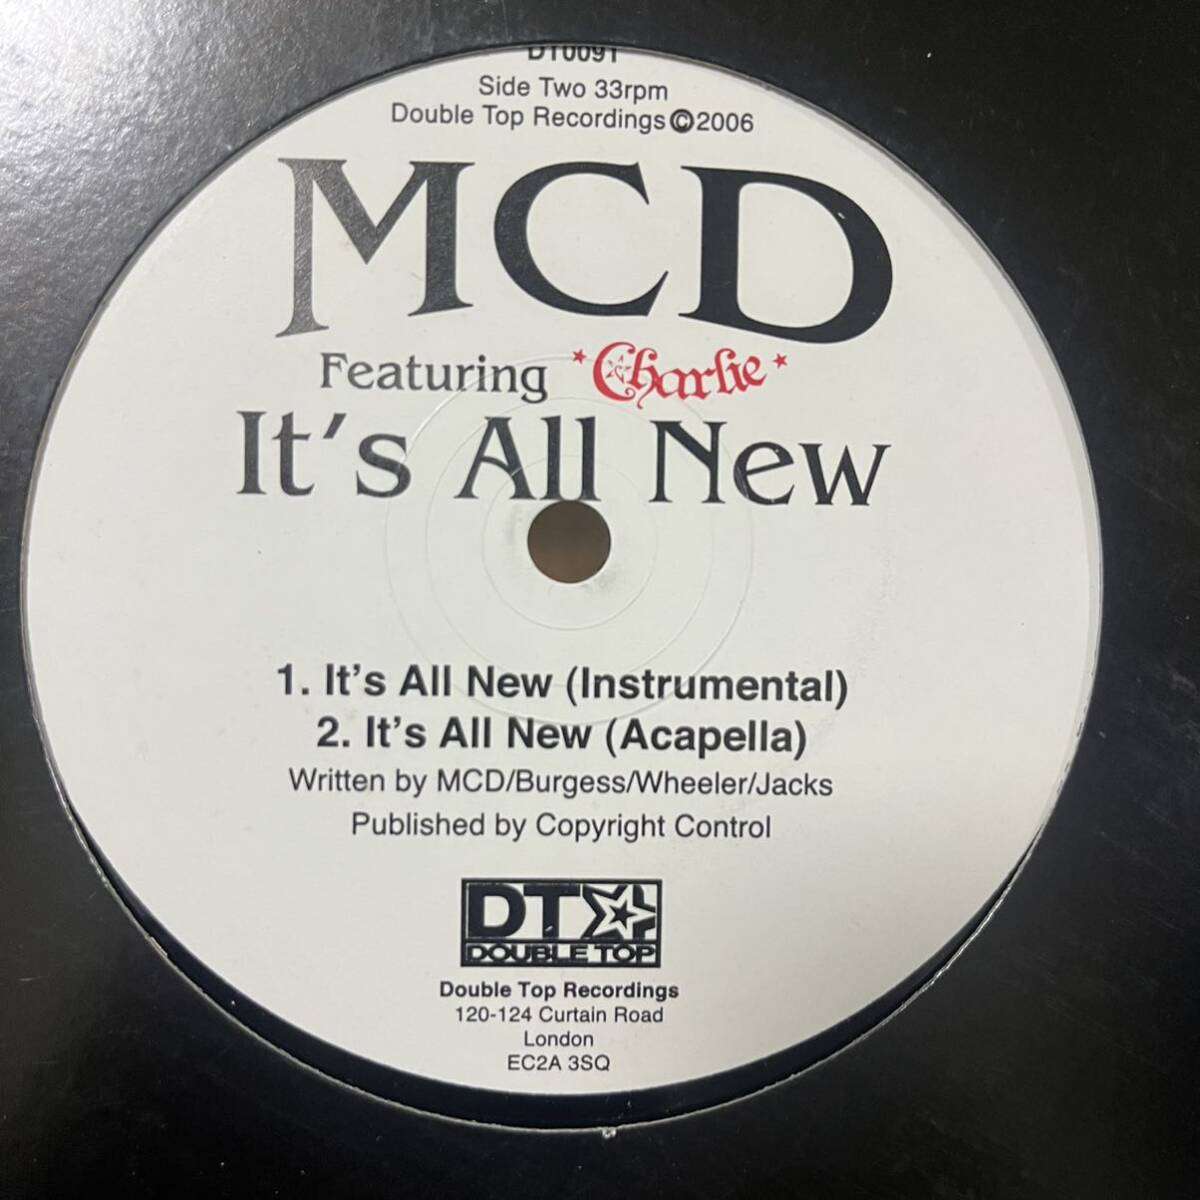 DT0091
Side Two 33rpm
Double Top Recordings©2006
MCD
Featuring *Charlie*
It's All New
1. It's All New (Instrumental)
2. It's All New (Acapella)
Written by MCD/Burgess/Wheeler/Jacks
Published by Copyright Control
DT
DOUBLE TOP
Double Top Recordings
120-124 Curtain Road
London
EC2A 3SQ